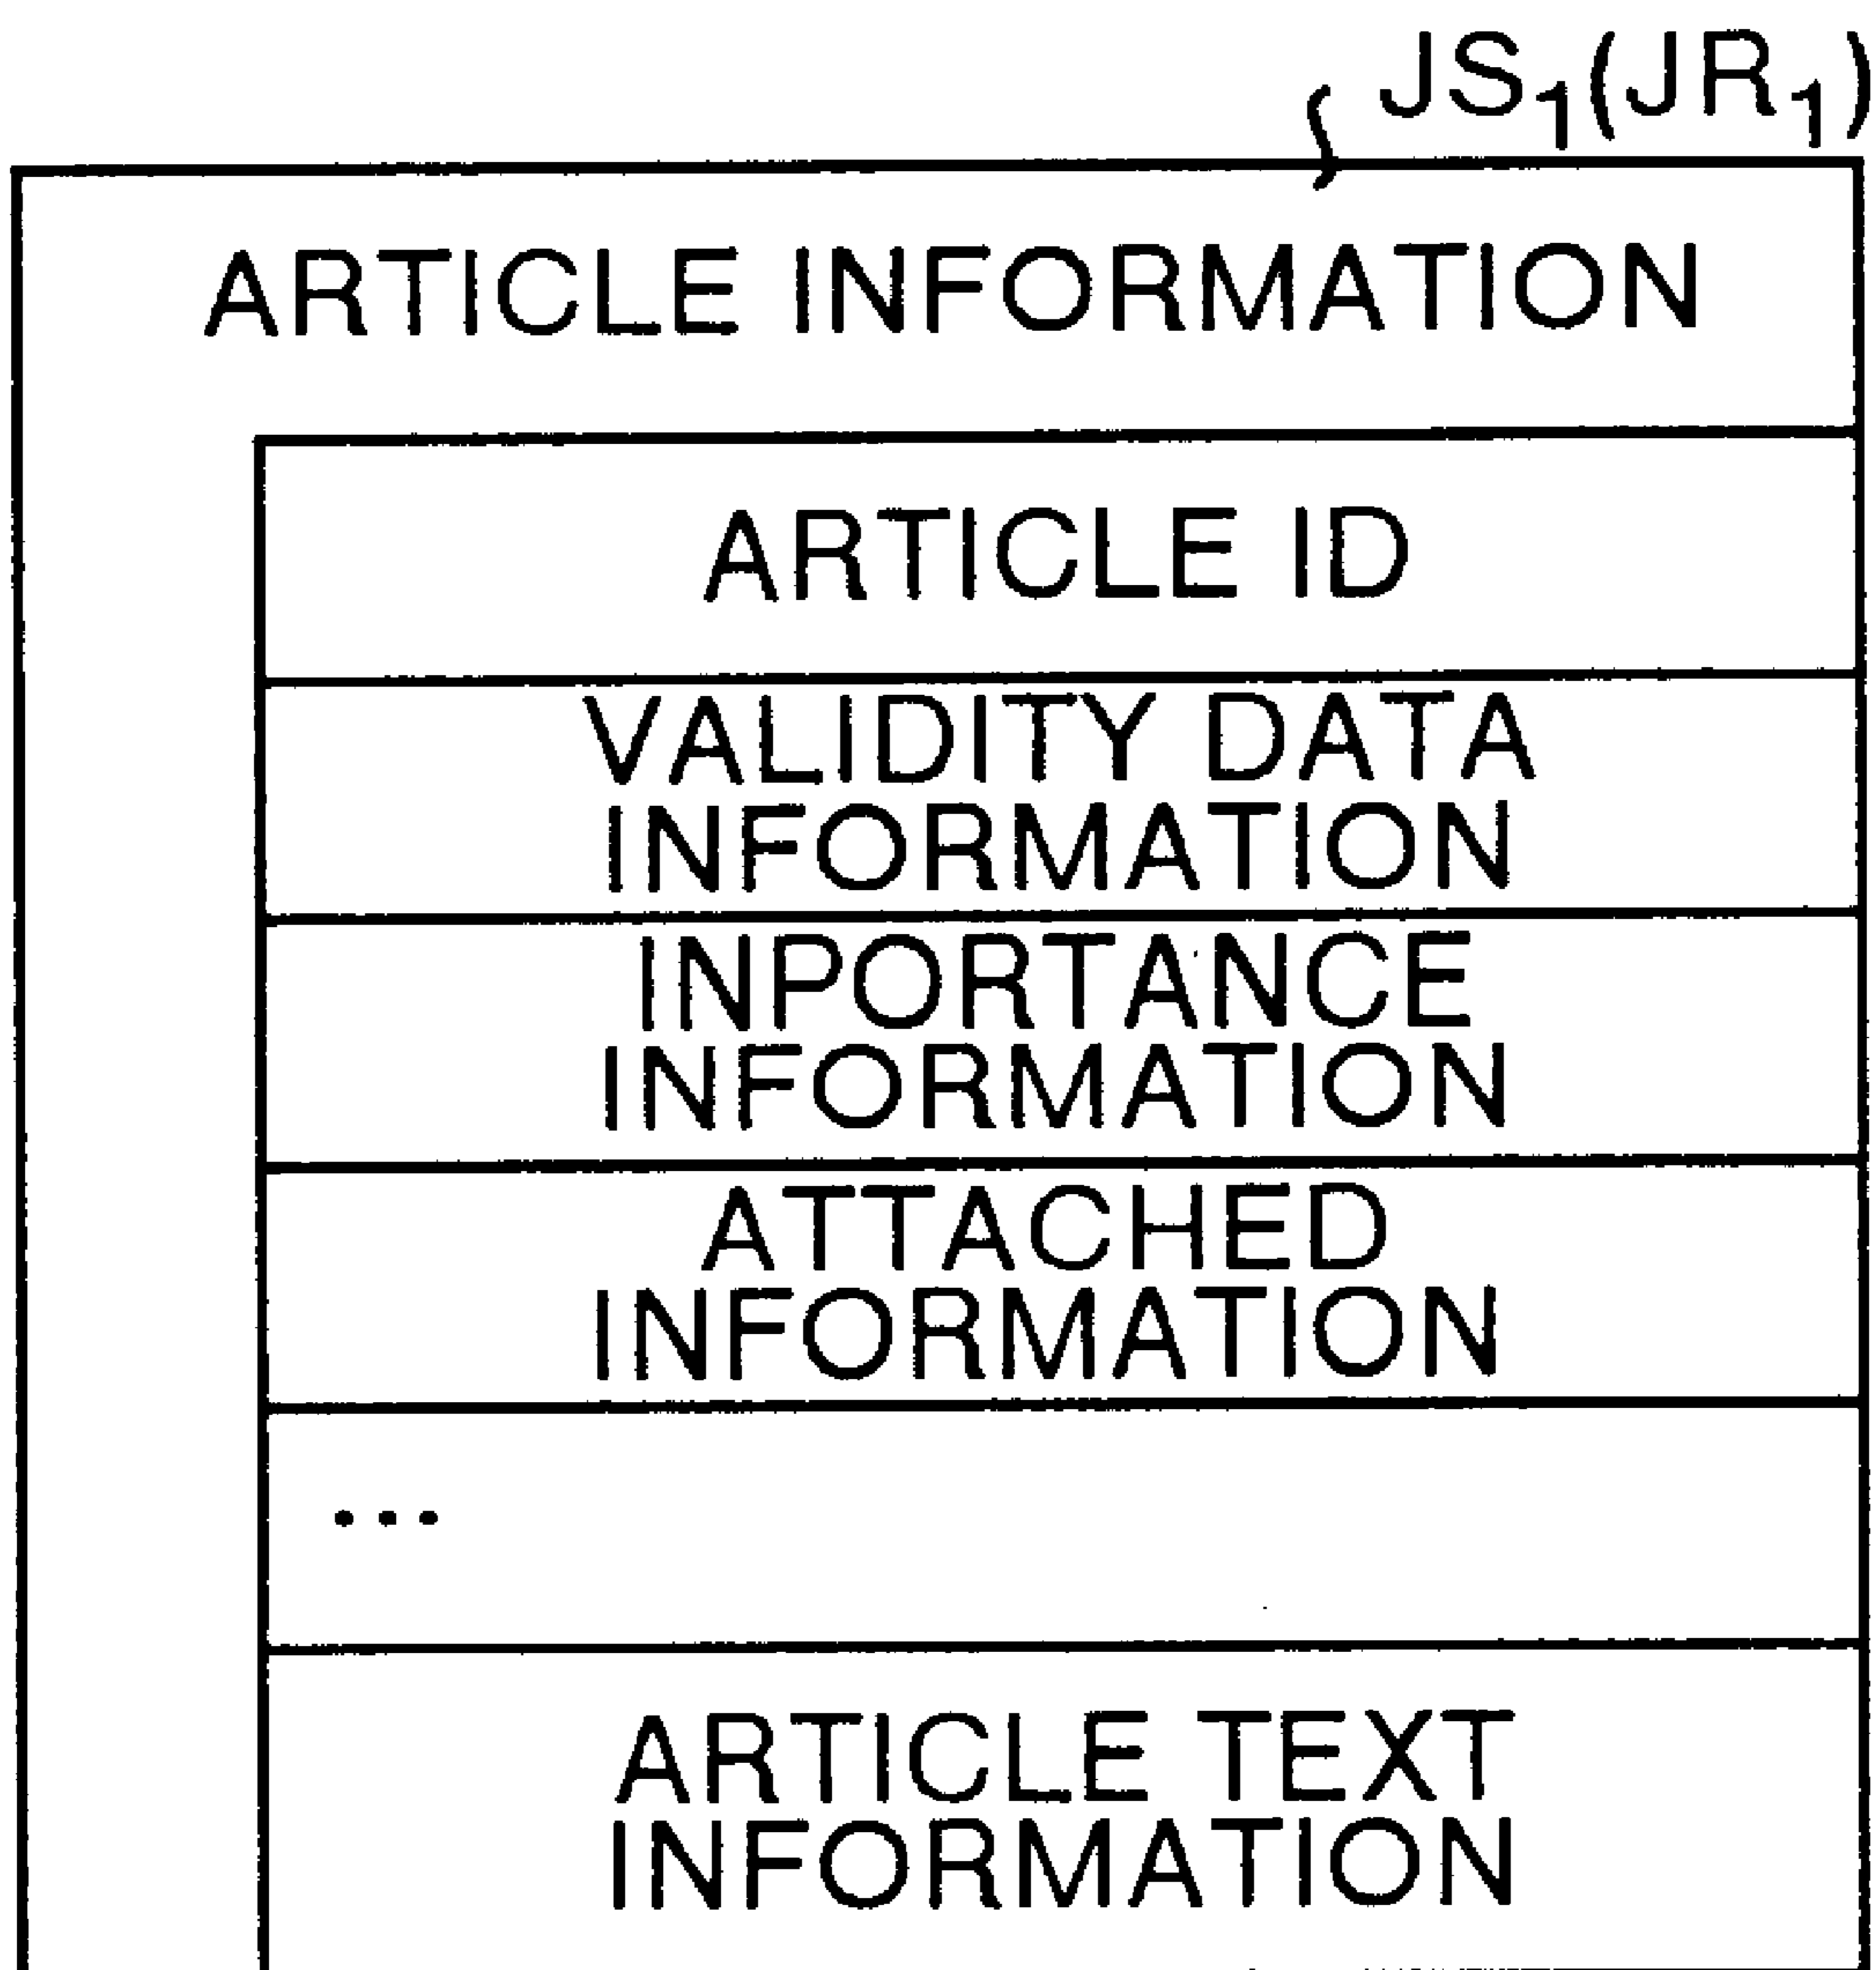 JS₁(JR₁)
ARTICLE INFORMATION
ARTICLE ID
VALIDITY DATA
INFORMATION
INPORTANCE
INFORMATION
ATTACHED
INFORMATION
...
ARTICLE TEXT
INFORMATION